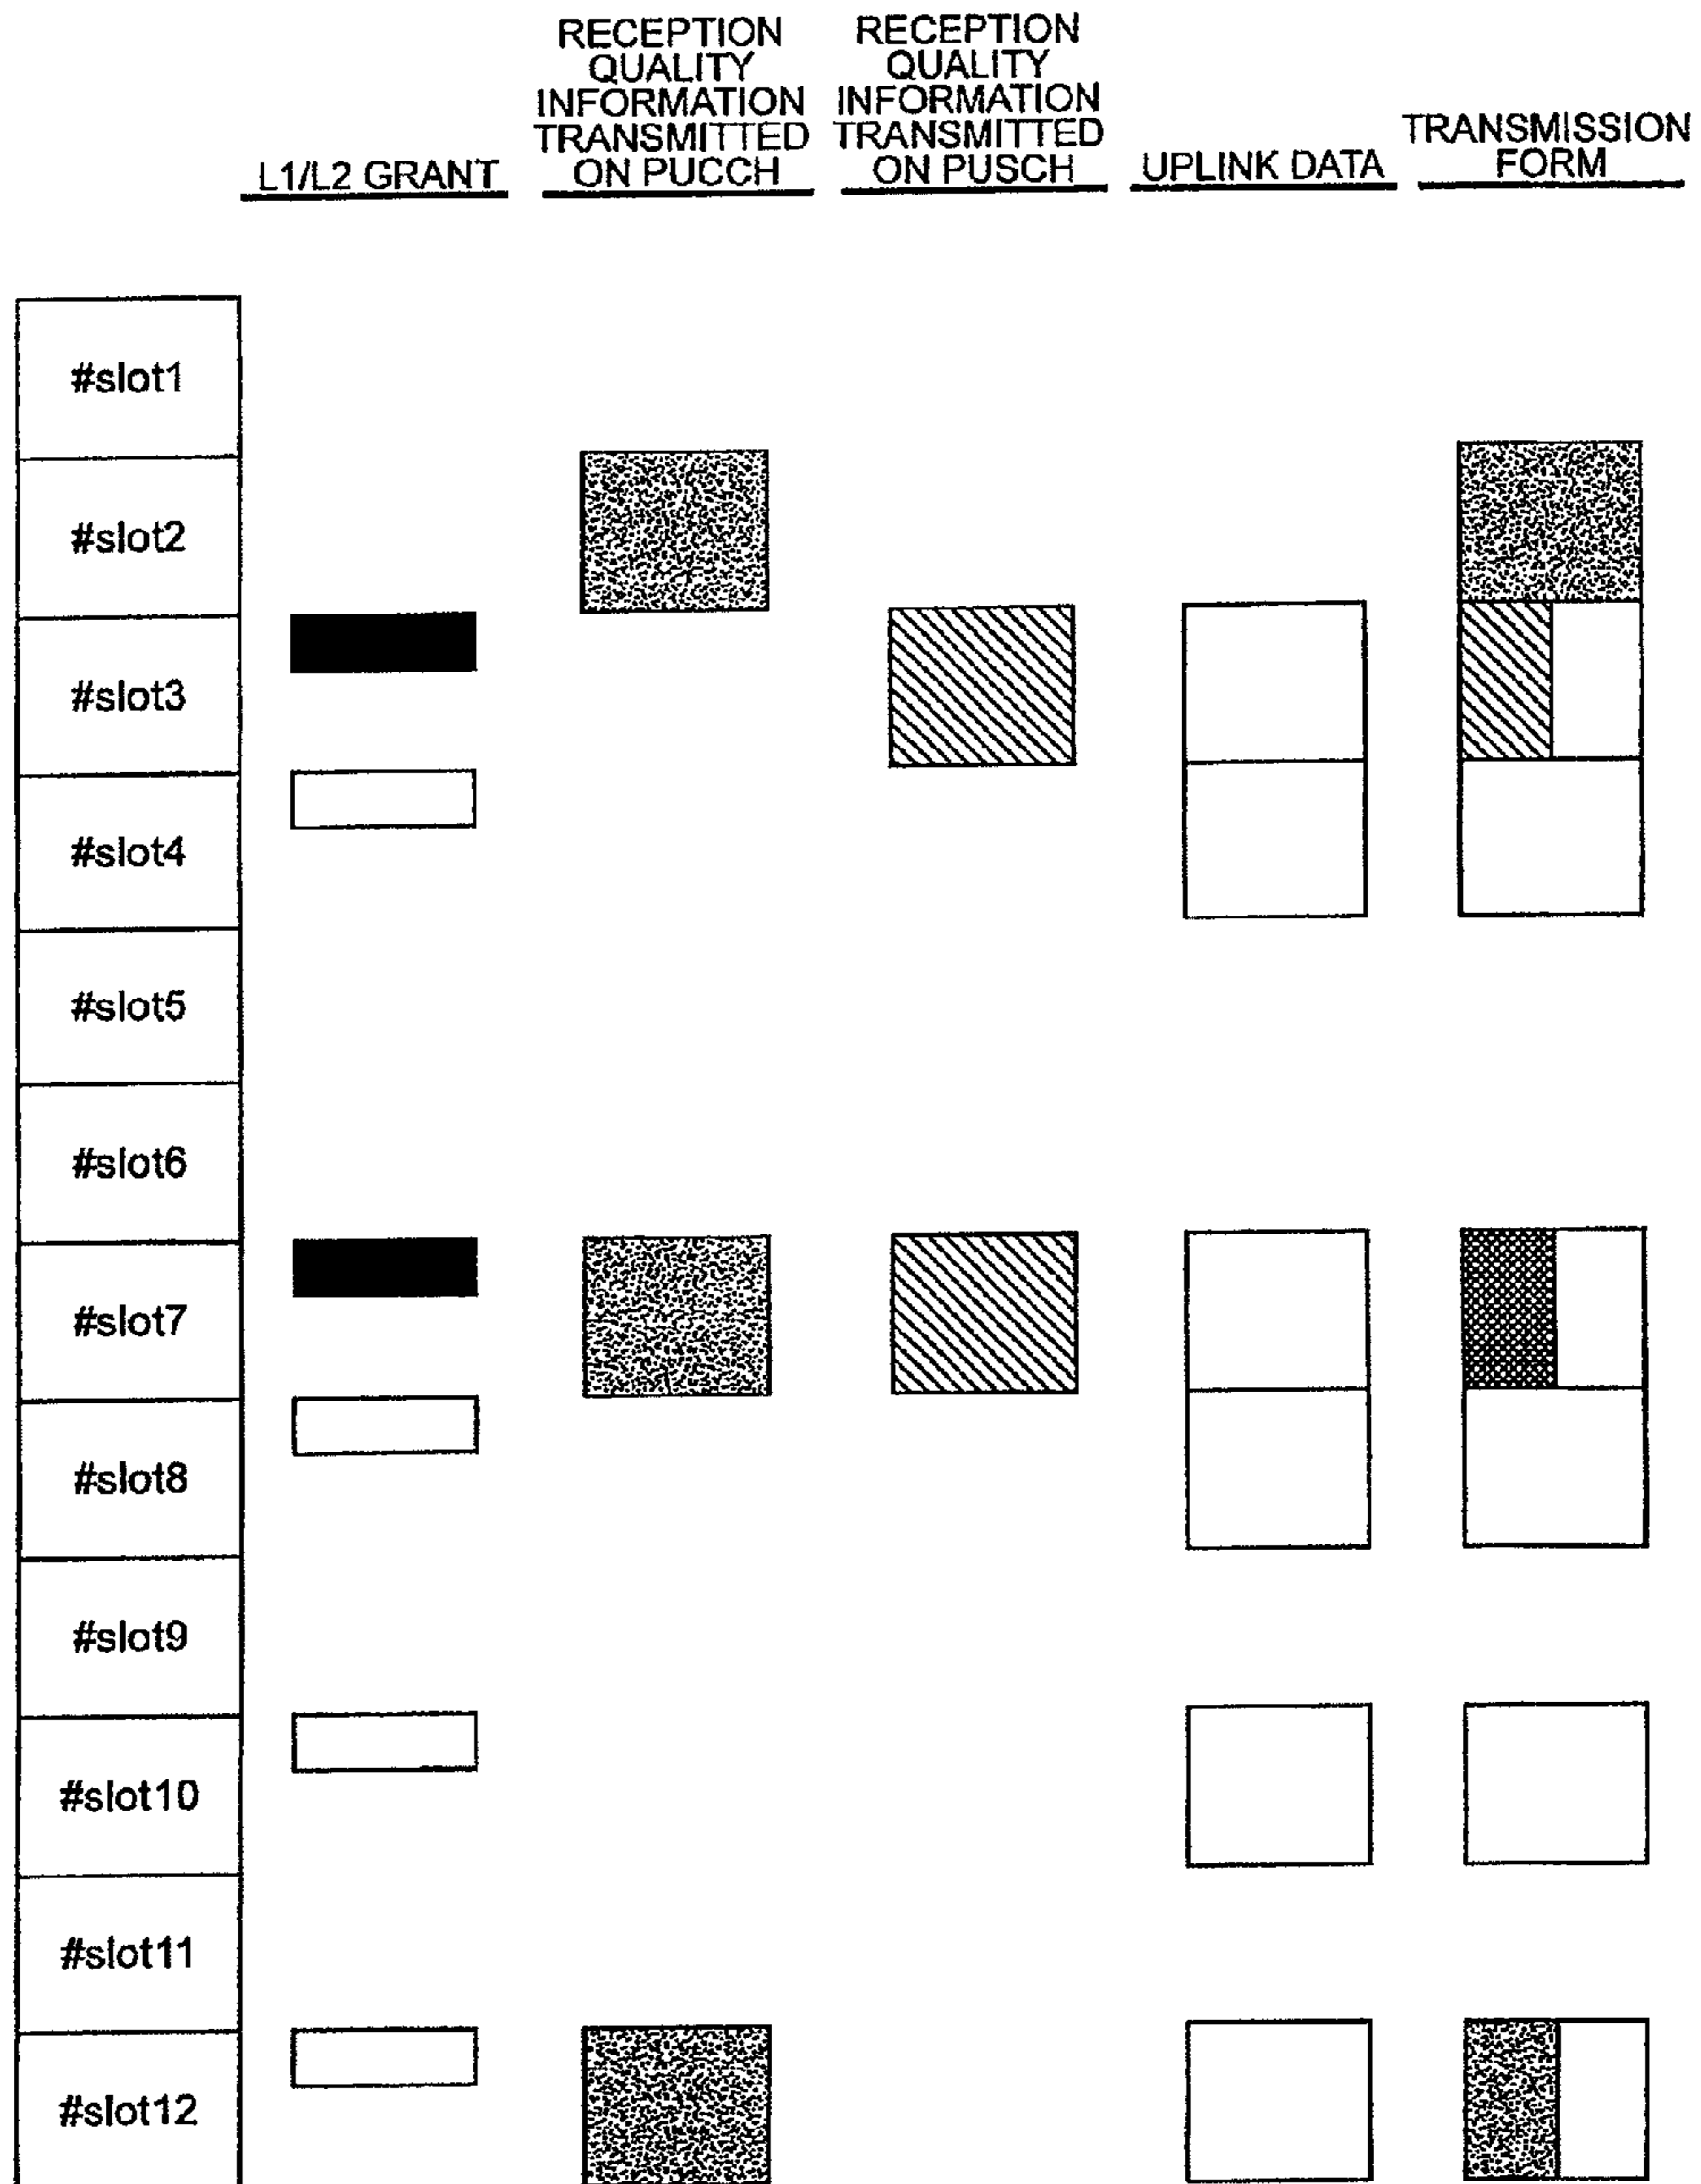 RECEPTION
QUALITY
INFORMATION
TRANSMITTED
ON PUCCH
RECEPTION
QUALITY
INFORMATION
TRANSMITTED
ON PUSCH
L1/L2 GRANT
UPLINK DATA
TRANSMISSION
FORM
#slot1
#slot2
#slot3
#slot4
#slot5
#slot6
#slot7
#slot8
#slot9
#slot10
#slot11
#slot12